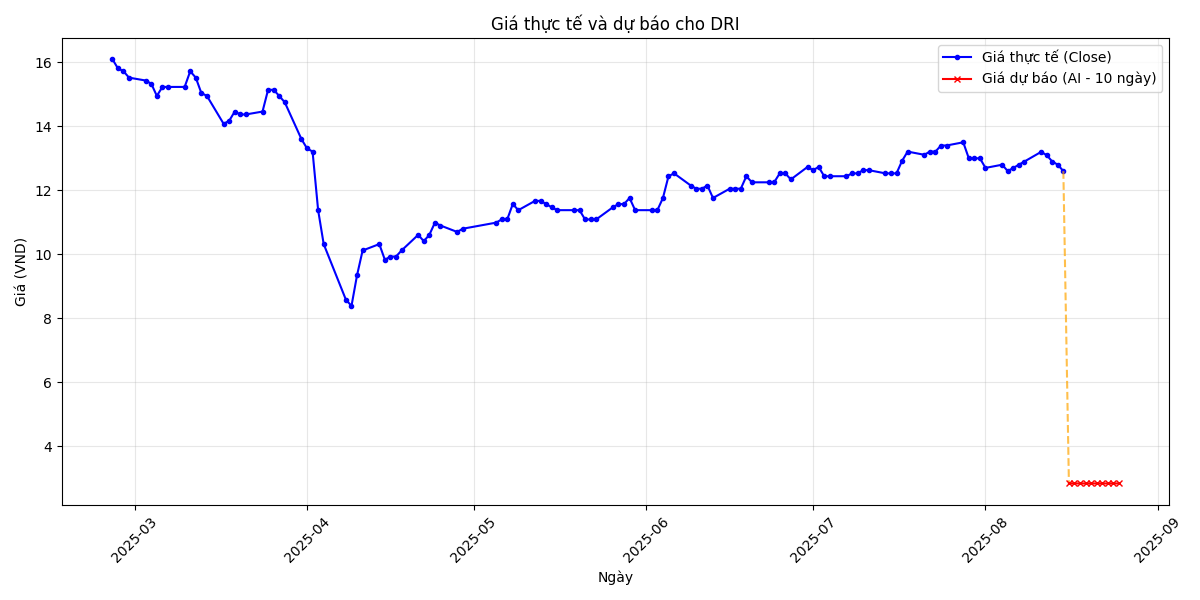 Giá thực tế và dự báo cho DRI
Giá thực tế (Close)
Giá dự báo (AI - 10 ngày)
Giá (VND)
16
14
12
10
8
6
4
2025-03
2025-04
2025-05
2025-06
2025-07
2025-08
2025-09
Ngày